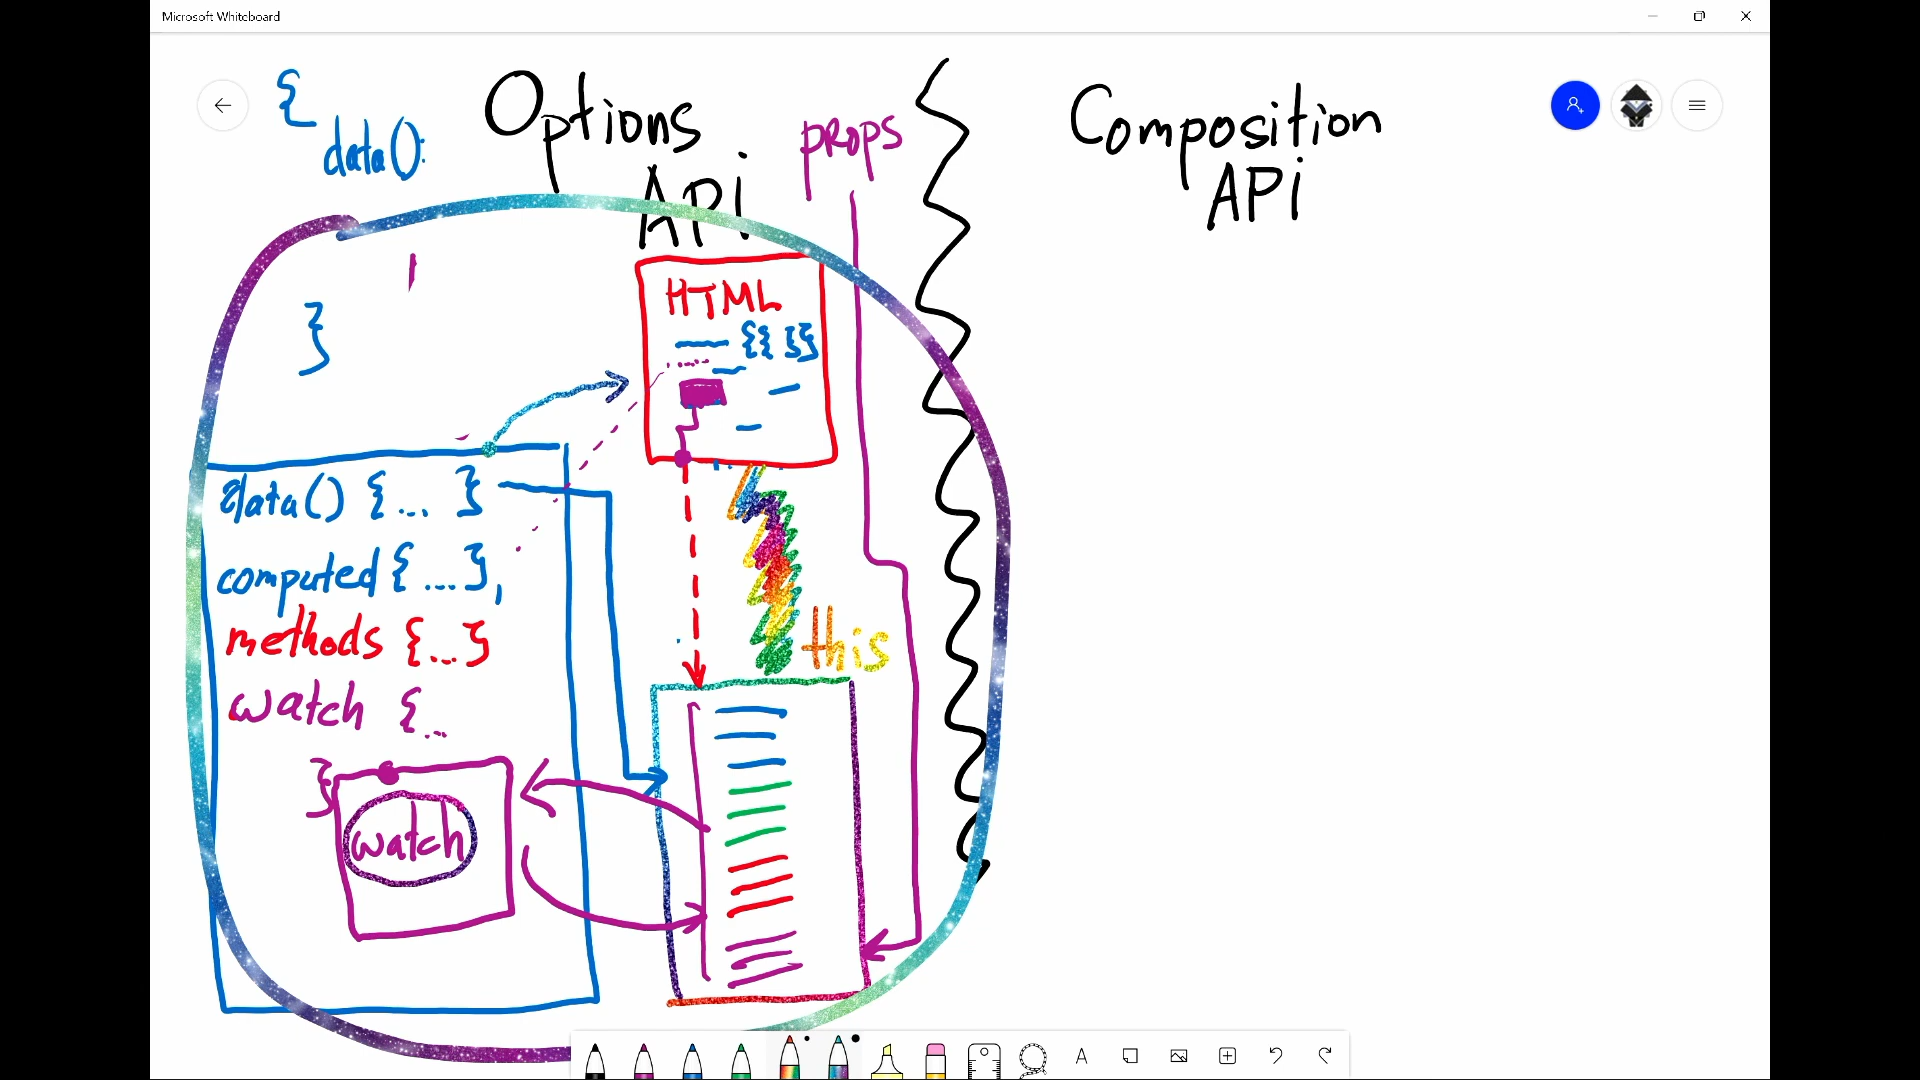 Microsoft Whiteboard
{
data():
Options
API
props
Composition
API
}
HTML
{{ }}
data() {... }
computed { ... },
methods {...}
watch {..
}
watch
this
A